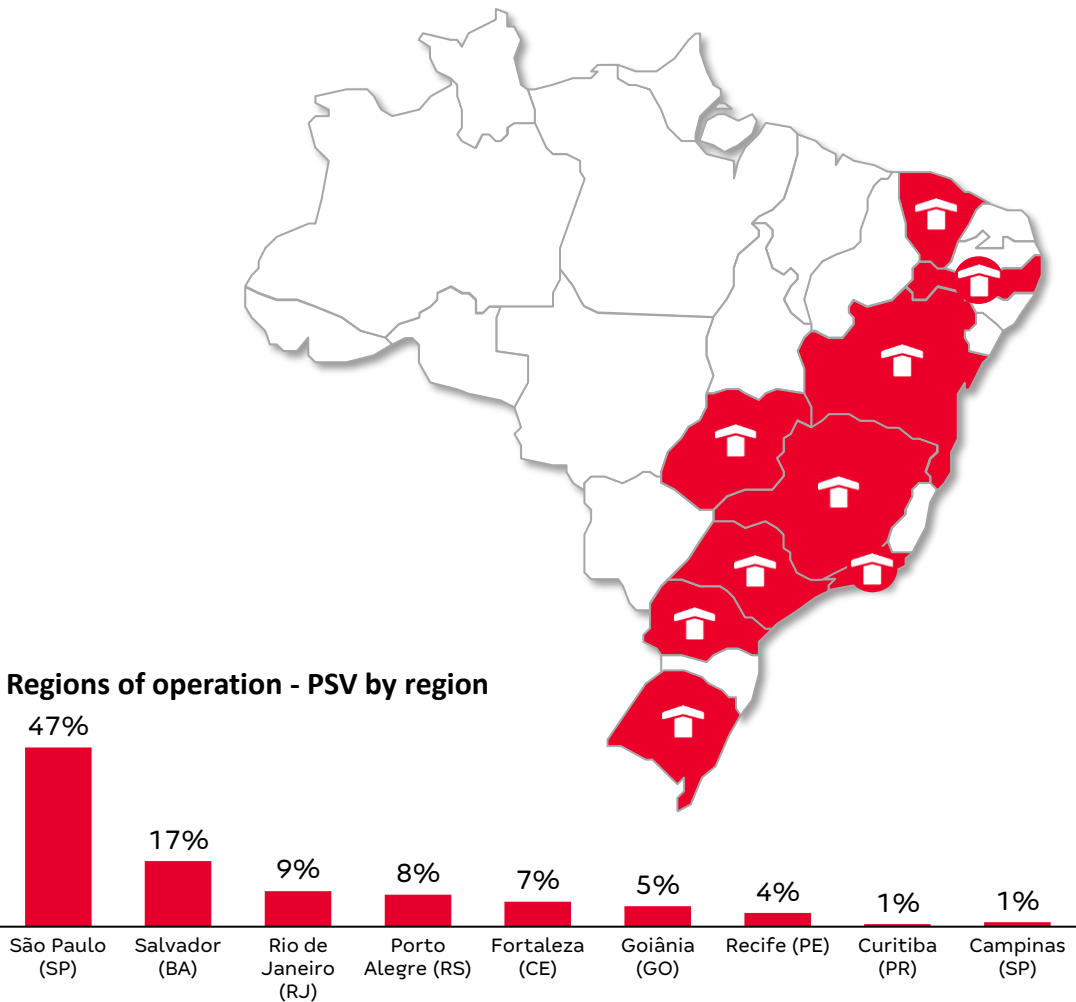 Regions of operation - PSV by region
47%
17%
9%
8%
7%
5%
4%
1%
1%
São Paulo
(SP)
Salvador
(BA)
Rio de
Janeiro
(RJ)
Porto
Alegre (RS)
Fortaleza
(CE)
Goiânia
(GO)
Recife (PE)
Curitiba
(PR)
Campinas
(SP)